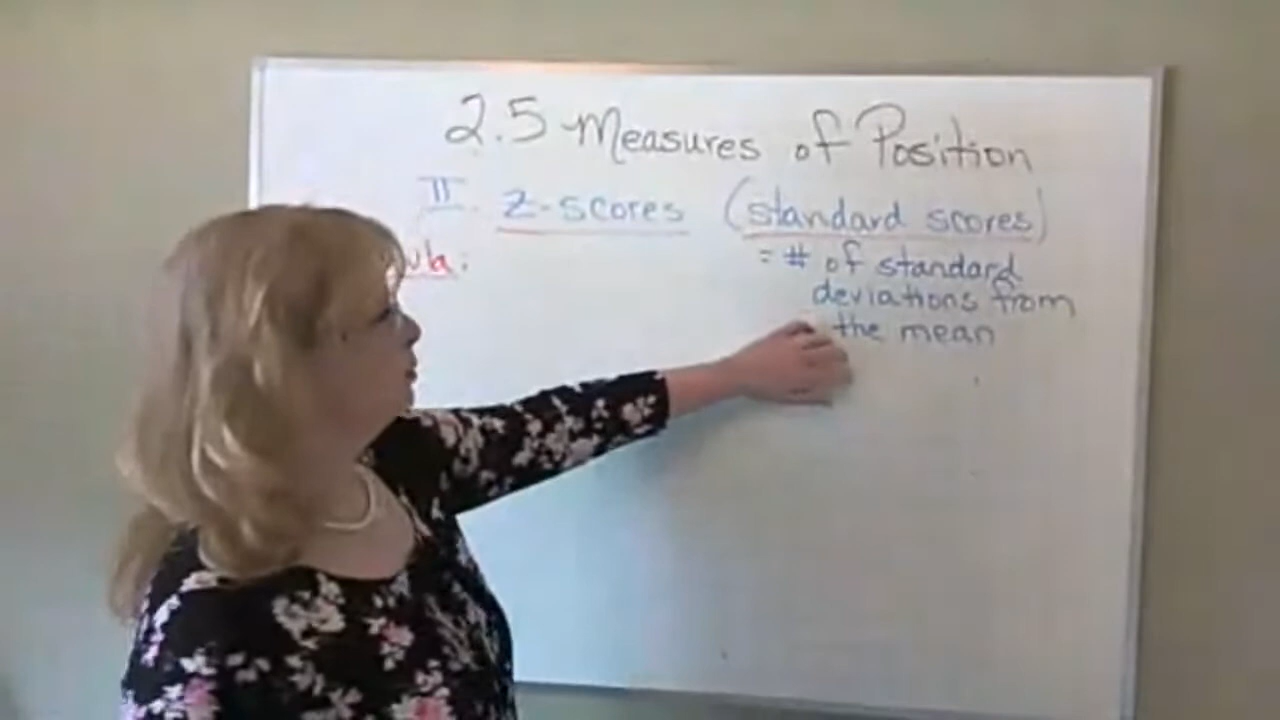 2.5 Measures of Position
II. z-scores (standard scores)
= # of standard
deviations from
the mean